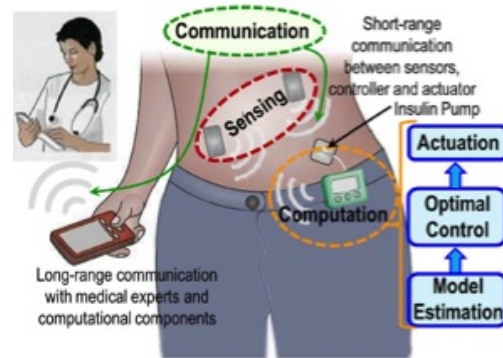 Communication
Short-range
communication
between sensors,
controller and actuator
Insulin Pump
Sensing
Actuation
Computation
Optimal
Control
Long-range communication
with medical experts and
computational components
Model
Estimation